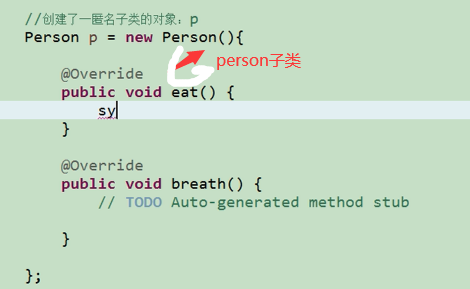 //创建了一匿名子类的对象：p
Person p = new Person(){
person子类
@Override
public void eat() {
sy
}
@Override
public void breath() {
// TODO Auto-generated method stub
}
};